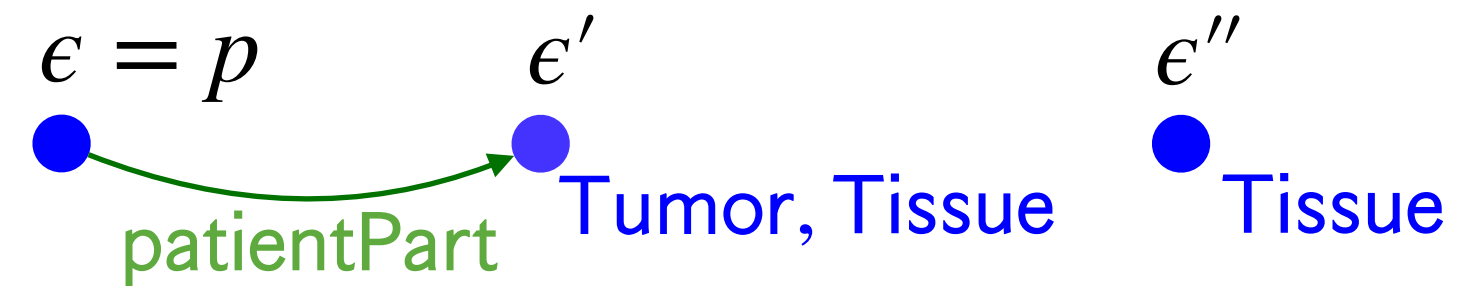 ϵ = p ϵ′ ϵ″
Tumor, Tissue Tissue
patientPart